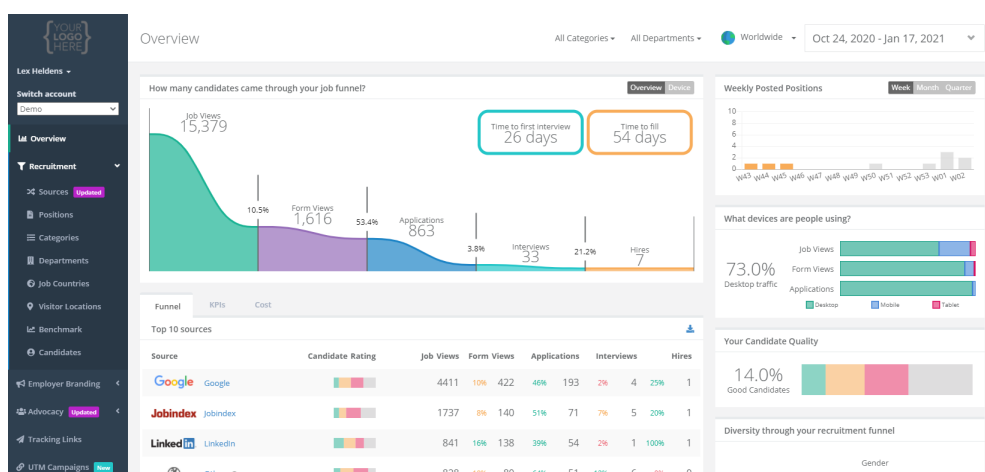 {YOUR
LOGO
HERE}
Lex Heldens
Switch account
Demo
Overview
Recruitment
Sources Updated
Positions
Categories
Departments
Job Countries
Visitor Locations
Benchmark
Candidates
Employer Branding
Advocacy Updated
Tracking Links
UTM Campaigns New
Overview
All Categories All Departments Worldwide Oct 24, 2020 - Jan 17, 2021
How many candidates came through your job funnel?
Overview Device
Job Views
15,379
Time to first interview
26 days
Time to fill
54 days
10.5%
Form Views
1,616
53.4%
Applications
863
3.8%
Interviews
33
21.2%
Hires
7
Funnel KPIs Cost
Top 10 sources
Source Candidate Rating Job Views Form Views Applications Interviews Hires
Google Google 4411 10% 422 46% 193 2% 4 25% 1
Jobindex Jobindex 1737 8% 140 51% 71 7% 5 20% 1
Linked in LinkedIn 841 16% 138 39% 54 2% 1 100% 1
Weekly Posted Positions
Week Month Quarter
10
8
6
4
2
0
W43 W44 W45 W46 W47 W48 W49 W50 W51 W52 W53 W01 W02
What devices are people using?
73.0%
Desktop traffic
Job Views
Form Views
Applications
Desktop Mobile Tablet
Your Candidate Quality
14.0%
Good Candidates
Diversity through your recruitment funnel
Gender